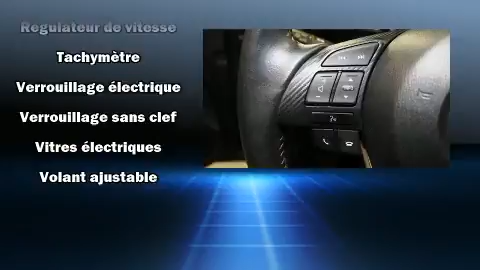 Regulateur de vitesse
Tachymètre
Verrouillage électrique
Verrouillage sans clef
Vitres électriques
Volant ajustable